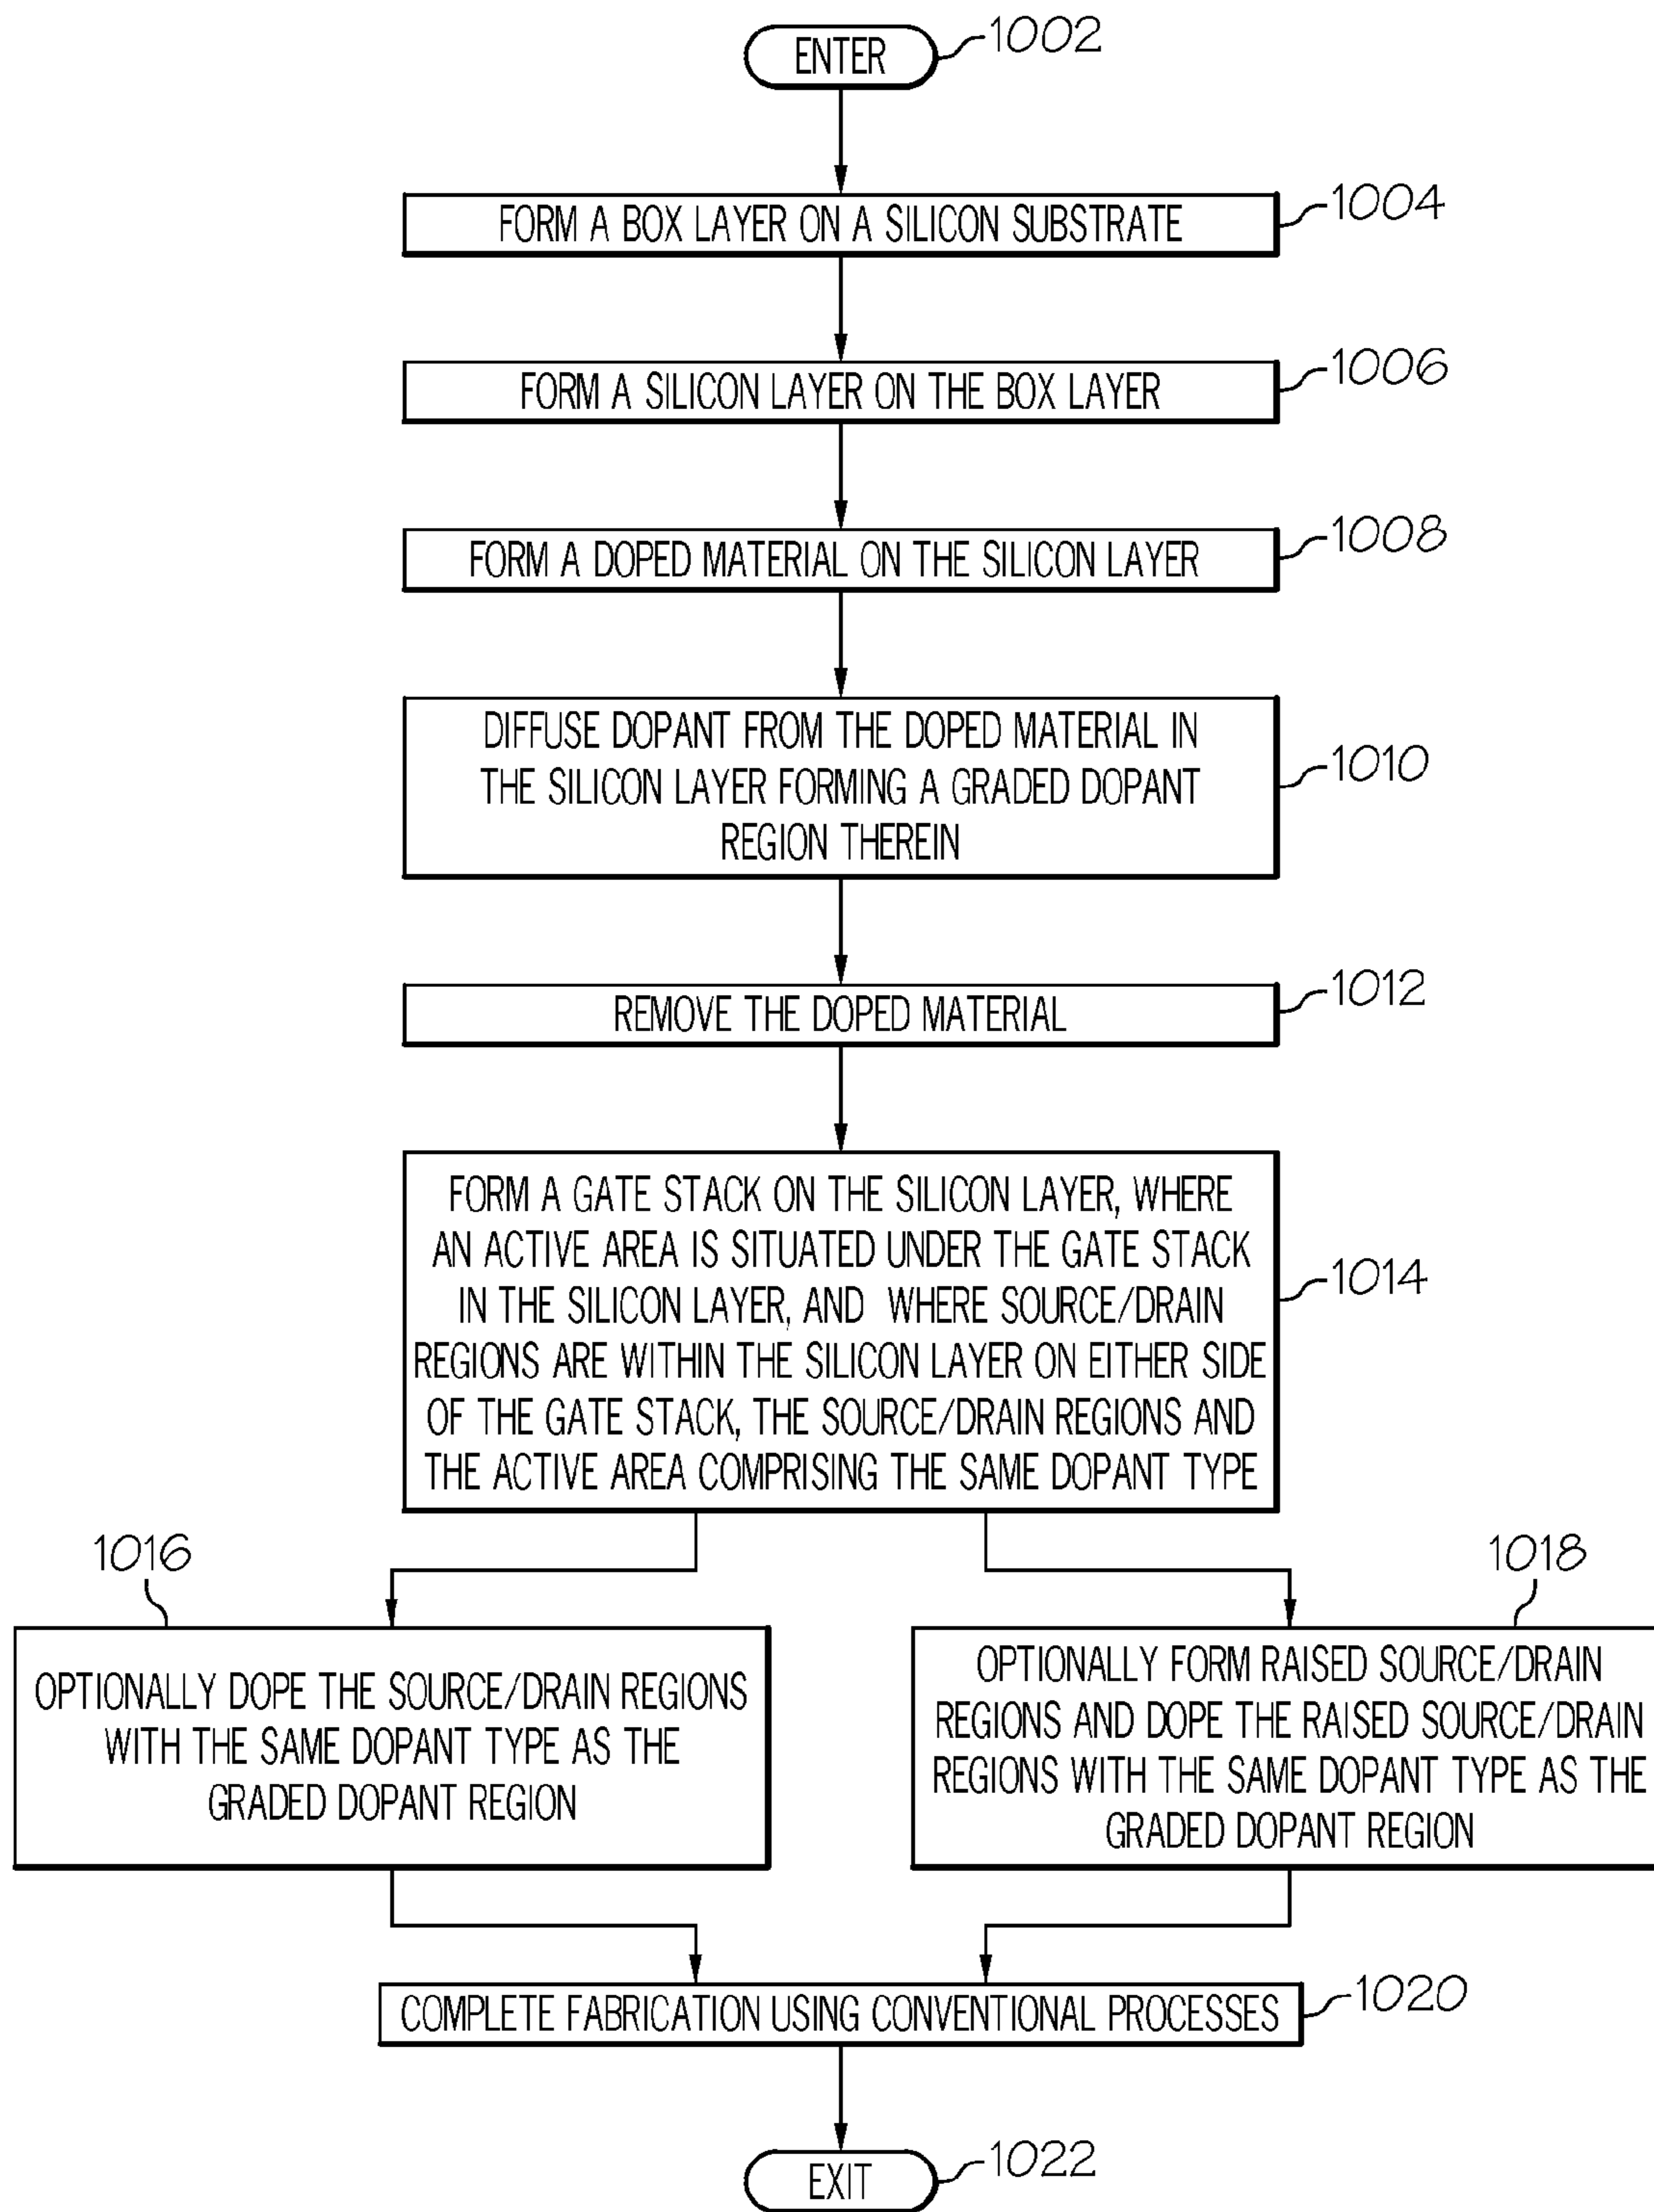 ENTER
1002
FORM A BOX LAYER ON A SILICON SUBSTRATE
1004
FORM A SILICON LAYER ON THE BOX LAYER
1006
FORM A DOPED MATERIAL ON THE SILICON LAYER
1008
DIFFUSE DOPANT FROM THE DOPED MATERIAL IN
THE SILICON LAYER FORMING A GRADED DOPANT
REGION THEREIN
1010
REMOVE THE DOPED MATERIAL
1012
FORM A GATE STACK ON THE SILICON LAYER, WHERE
AN ACTIVE AREA IS SITUATED UNDER THE GATE STACK
IN THE SILICON LAYER, AND WHERE SOURCE/DRAIN
REGIONS ARE WITHIN THE SILICON LAYER ON EITHER SIDE
OF THE GATE STACK, THE SOURCE/DRAIN REGIONS AND
THE ACTIVE AREA COMPRISING THE SAME DOPANT TYPE
1014
1016
OPTIONALLY DOPE THE SOURCE/DRAIN REGIONS
WITH THE SAME DOPANT TYPE AS THE
GRADED DOPANT REGION
1018
OPTIONALLY FORM RAISED SOURCE/DRAIN
REGIONS AND DOPE THE RAISED SOURCE/DRAIN
REGIONS WITH THE SAME DOPANT TYPE AS THE
GRADED DOPANT REGION
COMPLETE FABRICATION USING CONVENTIONAL PROCESSES
1020
EXIT
1022